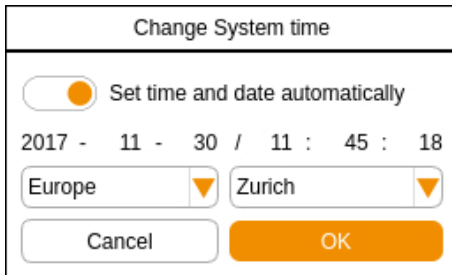 Change System time
Set time and date automatically
2017 - 11 - 30 / 11 : 45 : 18
Europe Zurich
Cancel OK